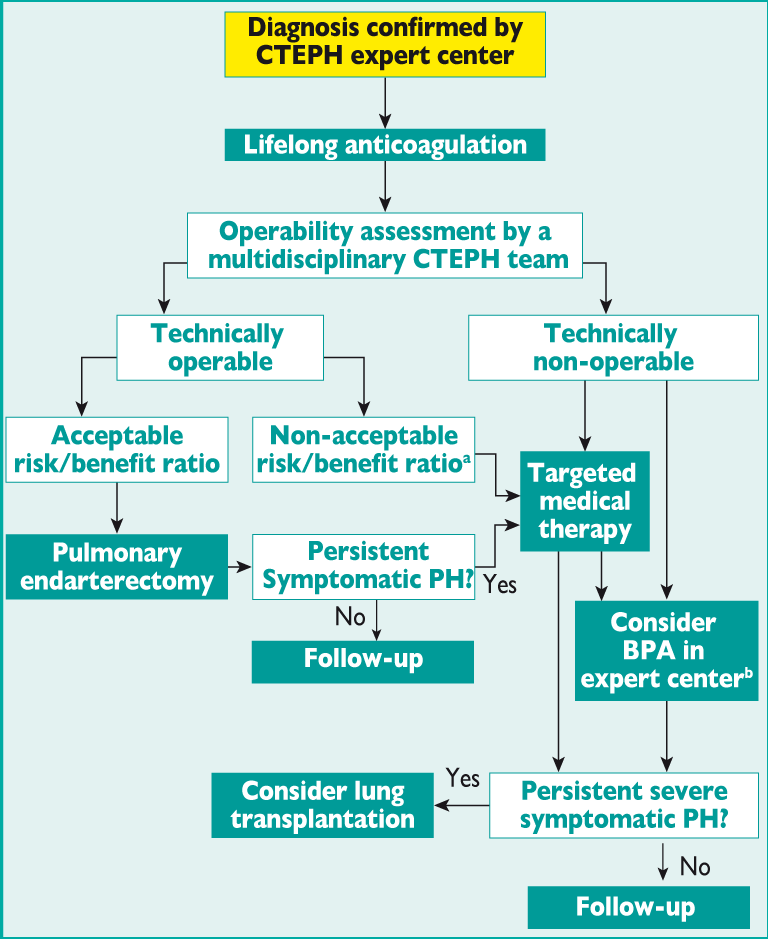 Diagnosis confirmed by
CTEPH expert center
Lifelong anticoagulation
Operability assessment by a
multidisciplinary CTEPH team
Technically
operable
Technically
non-operable
Acceptable
risk/benefit ratio
Non-acceptable
risk/benefit ratioᵃ
Targeted
medical
therapy
Pulmonary
endarterectomy
Persistent
Symptomatic PH?
Yes
No
Follow-up
Consider
BPA in
expert centerᵇ
Consider lung
transplantation
Yes
Persistent severe
symptomatic PH?
No
Follow-up